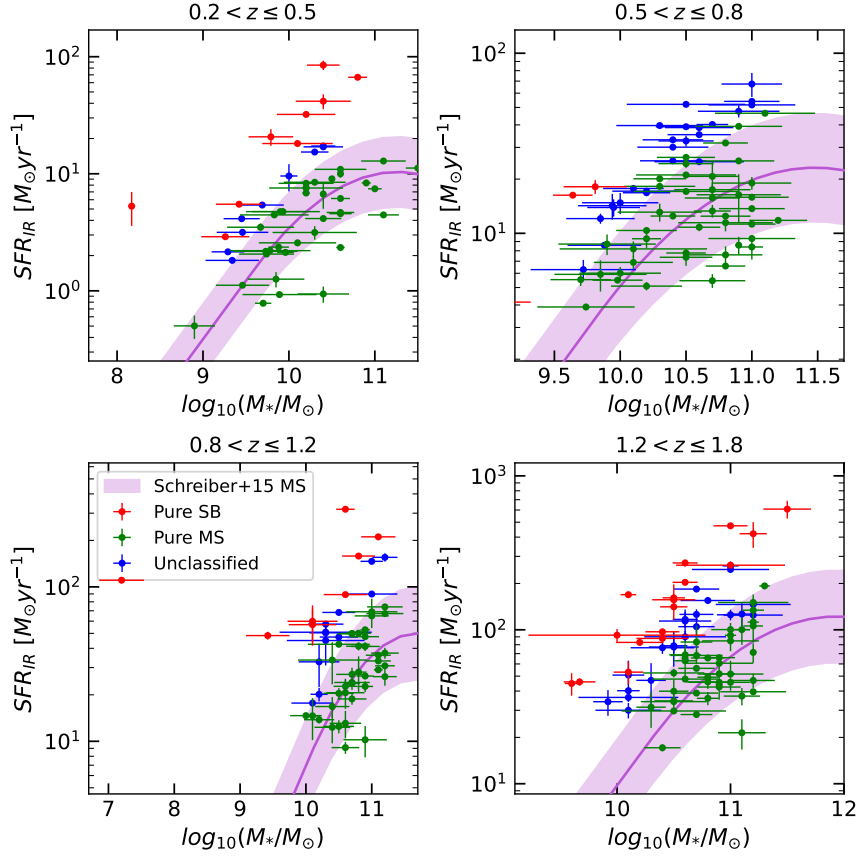 0.2 < z ≤ 0.5
0.5 < z ≤ 0.8
SFR_IR [M_⊙yr⁻¹]
10²
10¹
10⁰
8 9 10 11
log₁₀(M_*/M_⊙)
SFR_IR [M_⊙yr⁻¹]
10²
10¹
9.5 10.0 10.5 11.0 11.5
log₁₀(M_*/M_⊙)
0.8 < z ≤ 1.2
1.2 < z ≤ 1.8
SFR_IR [M_⊙yr⁻¹]
10²
10¹
Schreiber+15 MS
Pure SB
Pure MS
Unclassified
7 8 9 10 11
log₁₀(M_*/M_⊙)
SFR_IR [M_⊙yr⁻¹]
10³
10²
10¹
10 11 12
log₁₀(M_*/M_⊙)